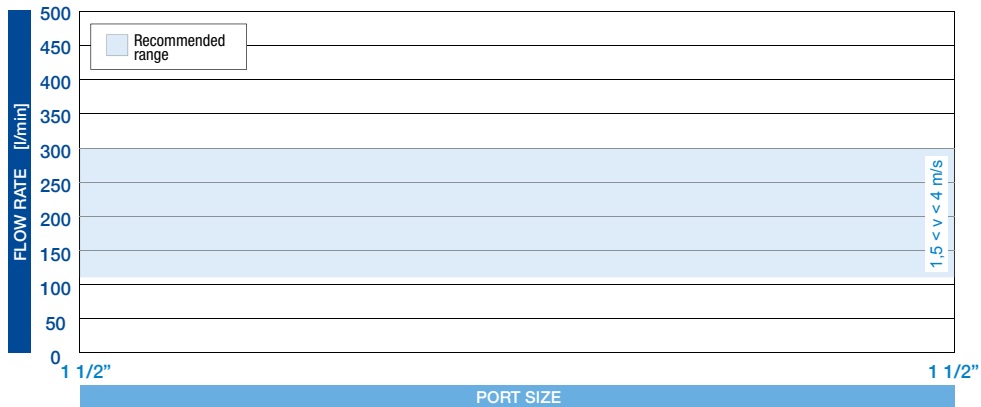 500
Recommended
range
450
400
350
300
250
200
150
100
50
0
FLOW RATE [l/min]
1,5 < v < 4 m/s
1 1/2”
1 1/2”
PORT SIZE